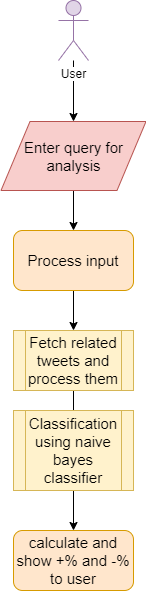 User
Enter query for
analysis
Process input
Fetch related
tweets and
process them
Classification
using naive
bayes
classifier
calculate and
show +% and -%
to user